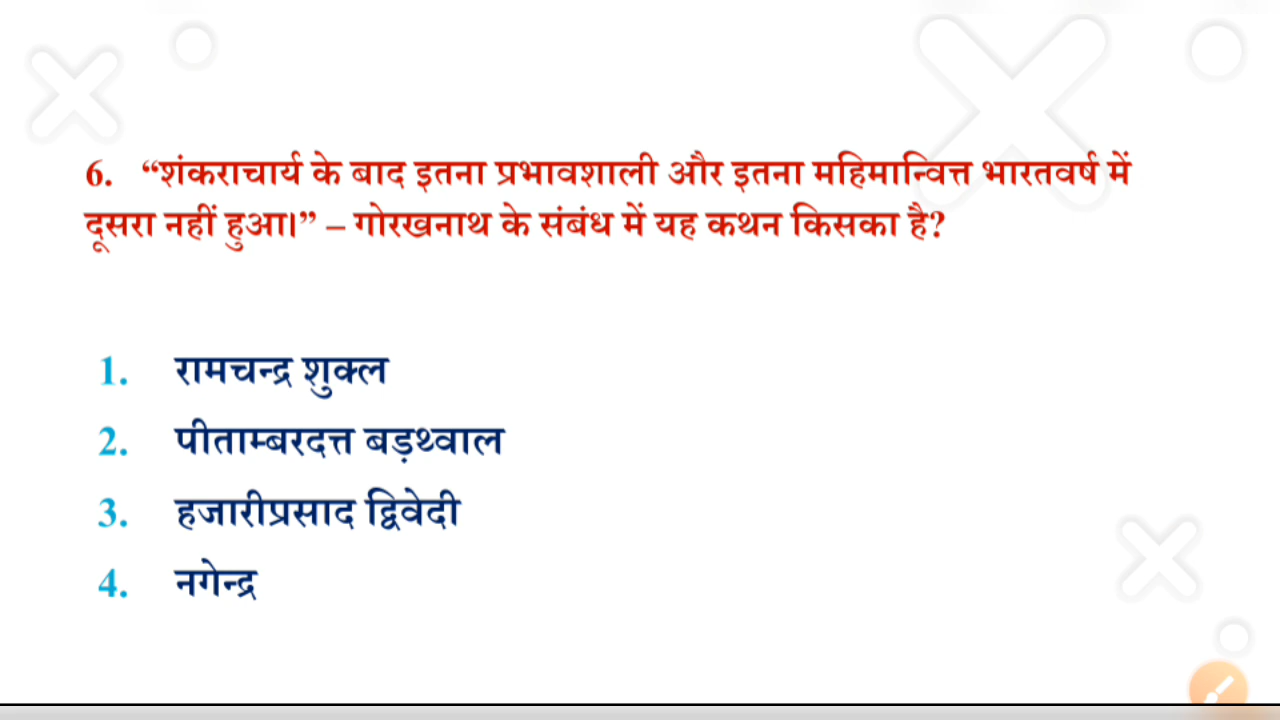 6. “शंकराचार्य के बाद इतना प्रभावशाली और इतना महिमान्वित्त भारतवर्ष में
दूसरा नहीं हुआ।” – गोरखनाथ के संबंध में यह कथन किसका है?
1. रामचन्द्र शुक्ल
2. पीताम्बरदत्त बड़थ्वाल
3. हजारीप्रसाद द्विवेदी
4. नगेन्द्र